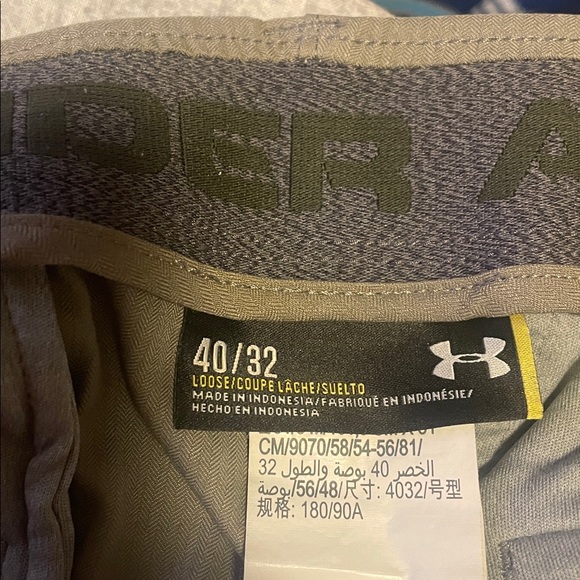 UNDER A
40/32
LOOSE/COUPE LÂCHE/SUELTO
MADE IN INDONESIA/FABRIQUÉ EN INDONÉSIE/
HECHO EN INDONESIA
CM/9070/58/54-56/81/
الخصر 40 بوصة والطول 32
بوصة/56/48/尺寸: 4032/号型
规格: 180/90A